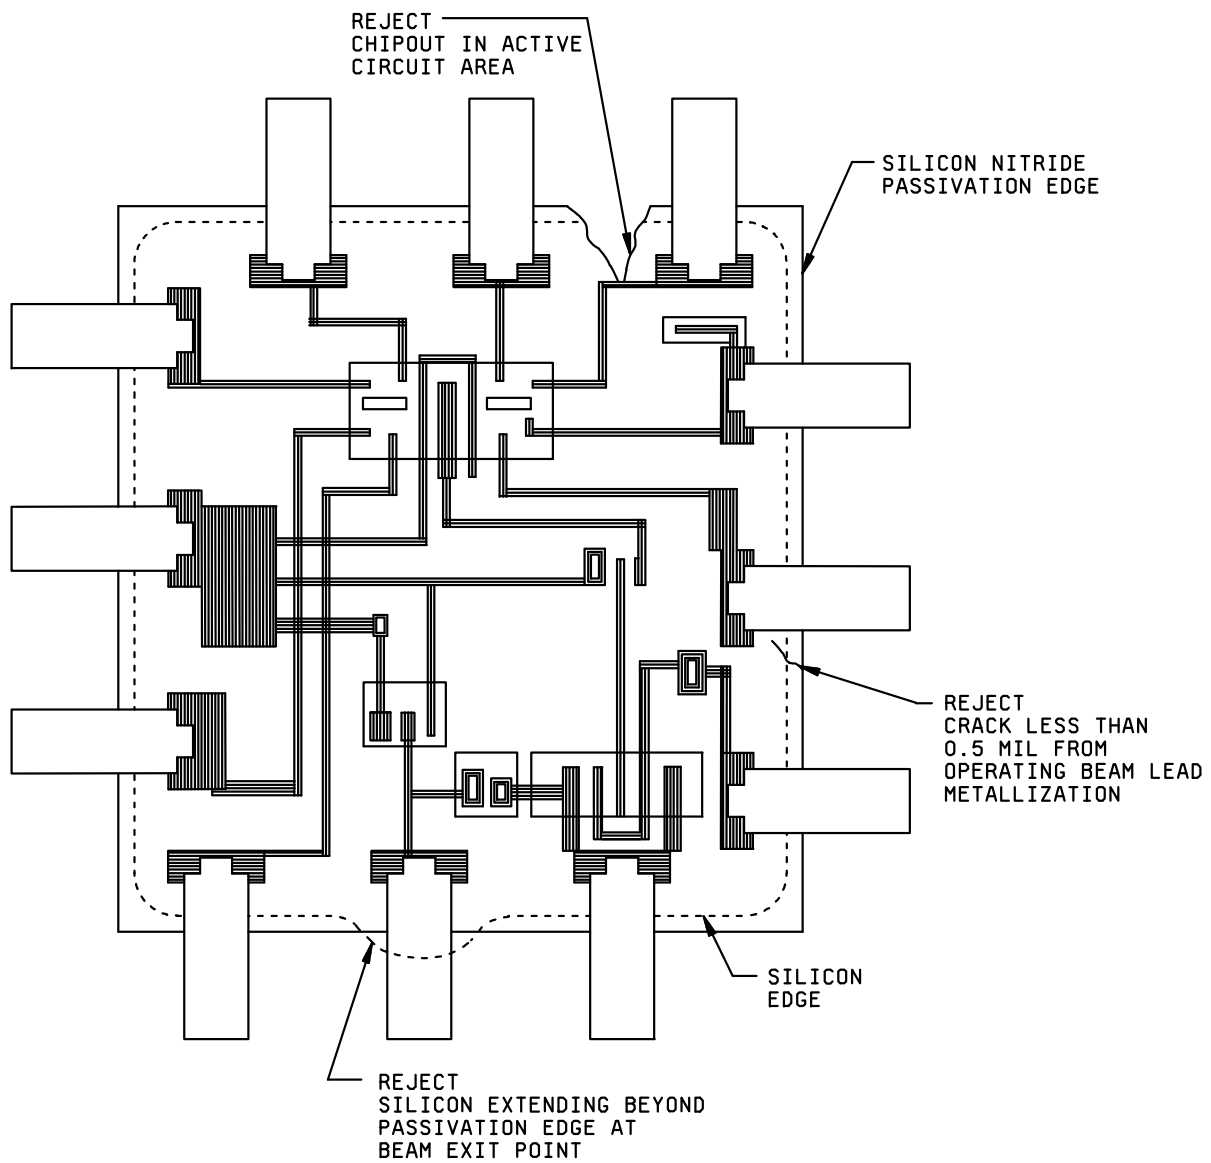 REJECT
CHIPOUT IN ACTIVE
CIRCUIT AREA
SILICON NITRIDE
PASSIVATION EDGE
REJECT
CRACK LESS THAN
0.5 MIL FROM
OPERATING BEAM LEAD
METALLIZATION
SILICON
EDGE
REJECT
SILICON EXTENDING BEYOND
PASSIVATION EDGE AT
BEAM EXIT POINT